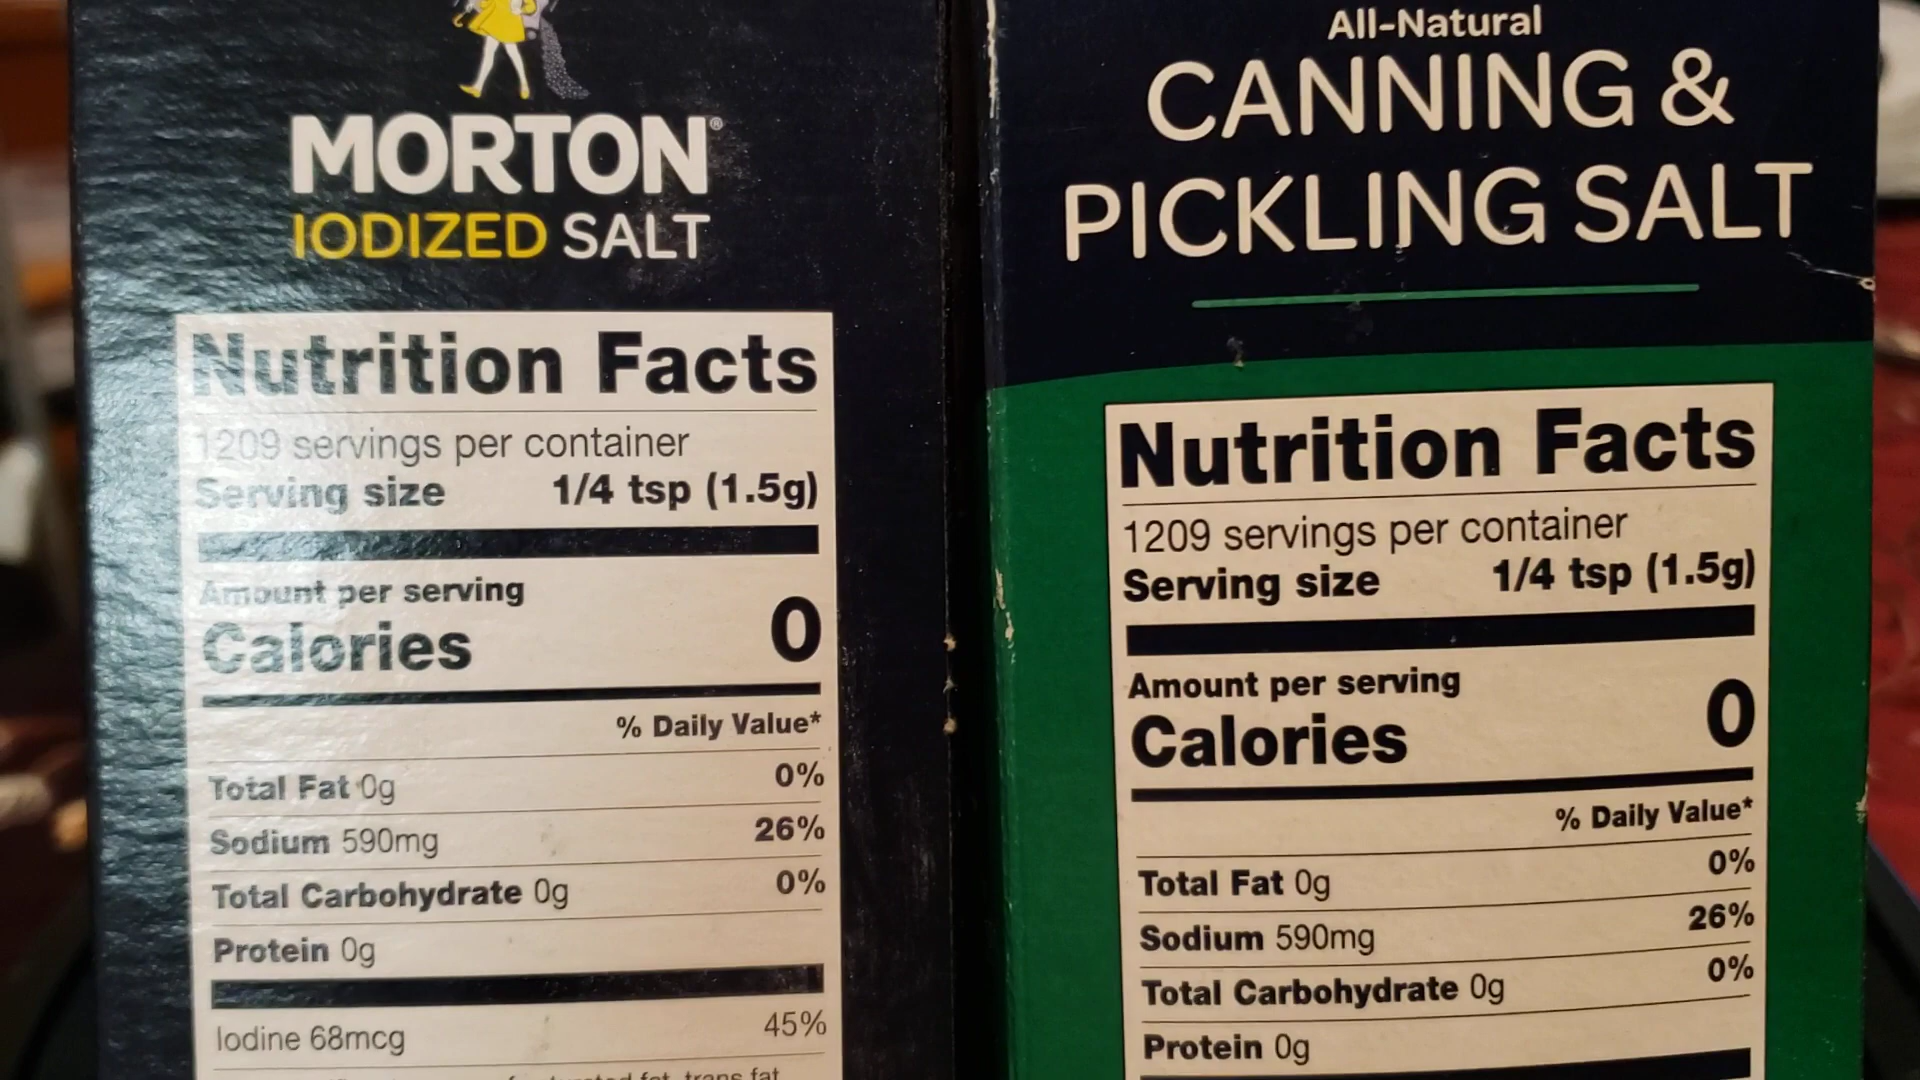 MORTON®
IODIZED SALT
Nutrition Facts
1209 servings per container
Serving size 1/4 tsp (1.5g)
Amount per serving
Calories 0
% Daily Value*
Total Fat 0g 0%
Sodium 590mg 26%
Total Carbohydrate 0g 0%
Protein 0g
Iodine 68mcg 45%
fat, trans fat
All-Natural
CANNING &
PICKLING SALT
Nutrition Facts
1209 servings per container
Serving size 1/4 tsp (1.5g)
Amount per serving
Calories 0
% Daily Value*
Total Fat 0g 0%
Sodium 590mg 26%
Total Carbohydrate 0g 0%
Protein 0g